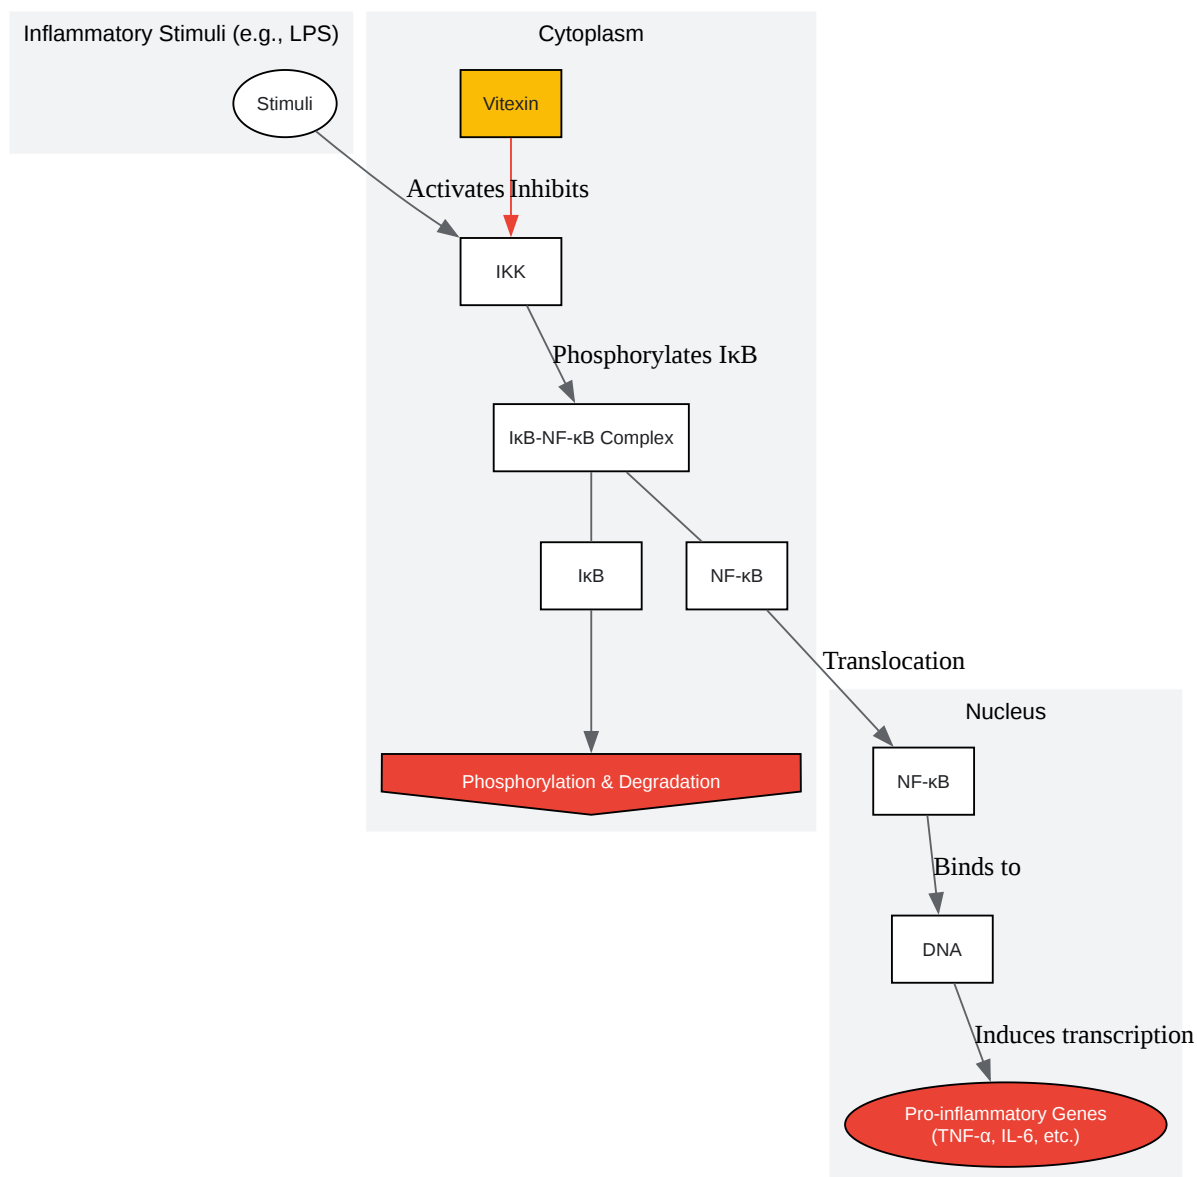 Inflammatory Stimuli (e.g., LPS)
Cytoplasm
Stimuli
Vitexin
Activates
Inhibits
IKK
Phosphorylates IκB
IκB-NF-κB Complex
IκB
NF-κB
Translocation
Nucleus
Phosphorylation & Degradation
NF-κB
Binds to
DNA
Induces transcription
Pro-inflammatory Genes
(TNF-α, IL-6, etc.)